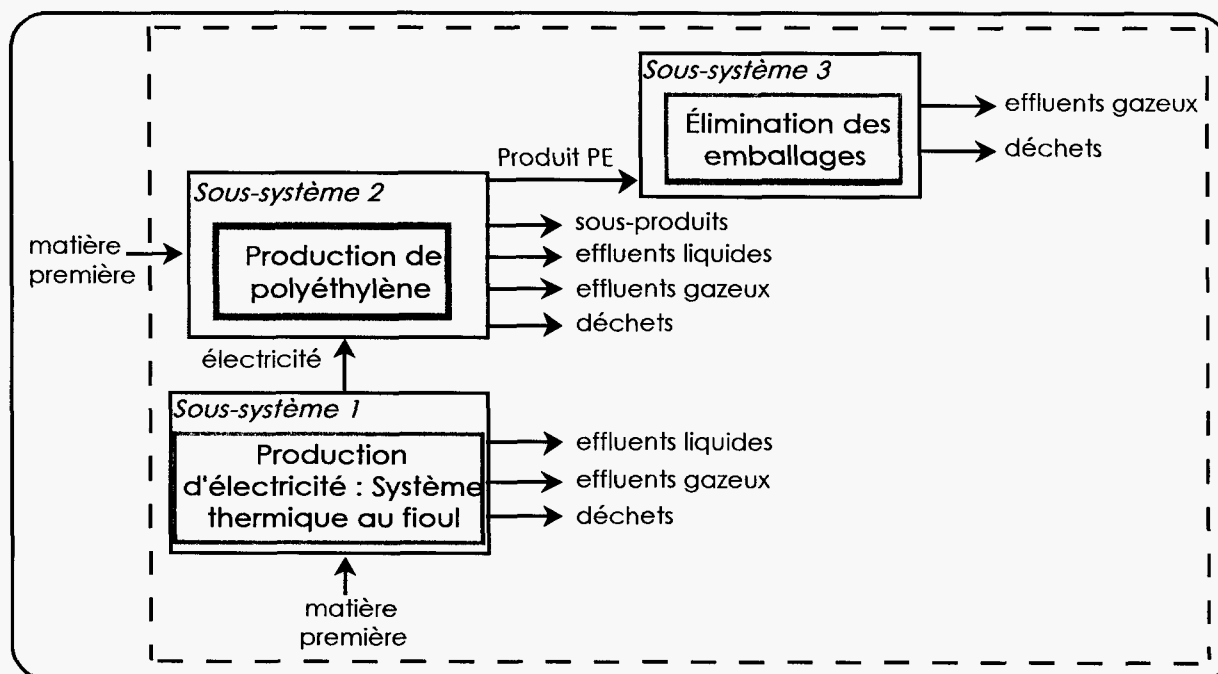 Sous-système 3
Élimination des
emballages
effluents gazeux
déchets
Produit PE
Sous-système 2
Production de
polyéthylène
matière
première
sous-produits
effluents liquides
effluents gazeux
déchets
électricité
Sous-système 1
Production
d'électricité : Système
thermique au fioul
effluents liquides
effluents gazeux
déchets
matière
première